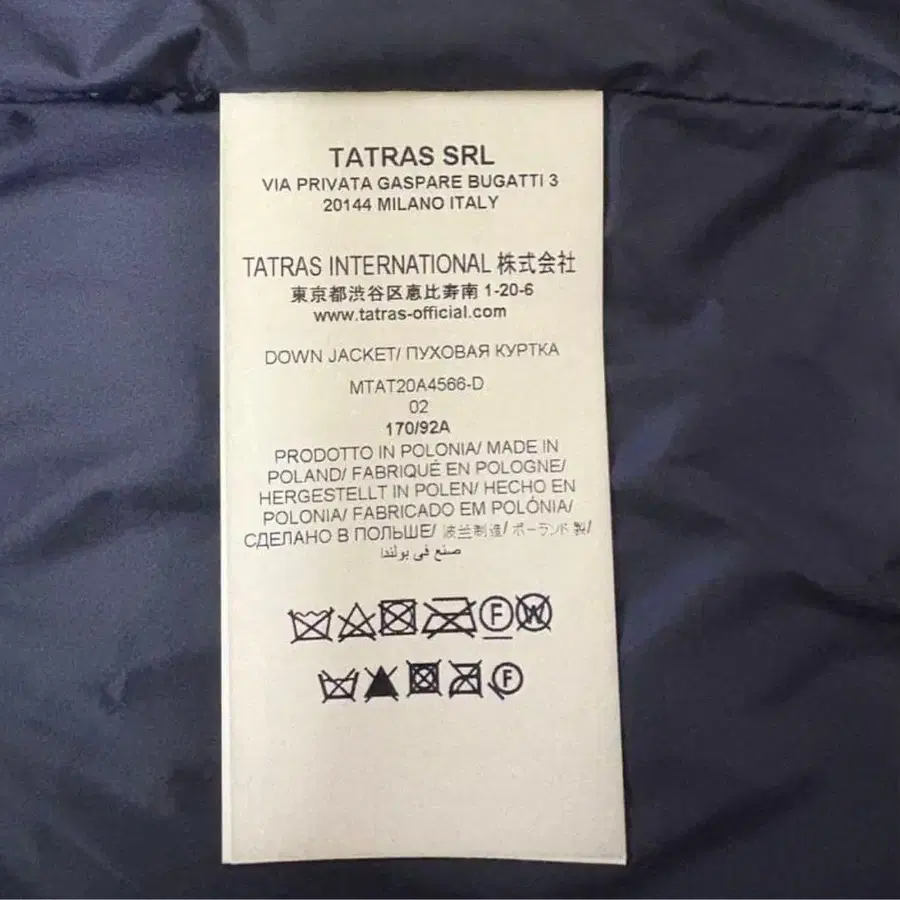 TATRAS SRL
VIA PRIVATA GASPARE BUGATTI 3
20144 MILANO ITALY
TATRAS INTERNATIONAL 株式会社
東京都渋谷区恵比寿南 1-20-6
www.tatras-official.com
DOWN JACKET/ ПУХОВАЯ КУРТКА
MTAT20A4566-D
02
170/92A
PRODOTTO IN POLONIA/ MADE IN
POLAND/ FABRIQUÉ EN POLOGNE/
HERGESTELLT IN POLEN/ HECHO EN
POLONIA/ FABRICADO EM POLÓNIA/
СДЕЛАНО В ПОЛЬШЕ/ 波兰制造/ ポーランド製/
صنع في بولندا
F W
F